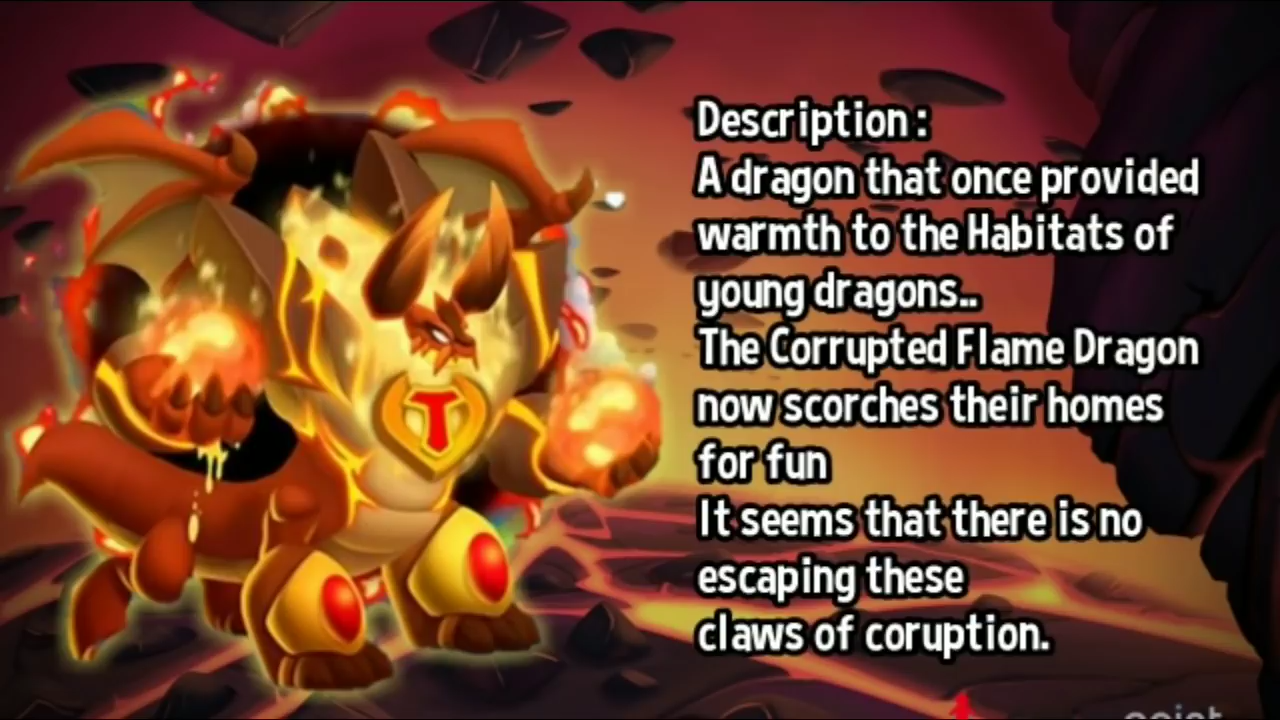 Description :
A dragon that once provided
warmth to the Habitats of
young dragons..
The Corrupted Flame Dragon
now scorches their homes
for fun
It seems that there is no
escaping these
claws of coruption.
T